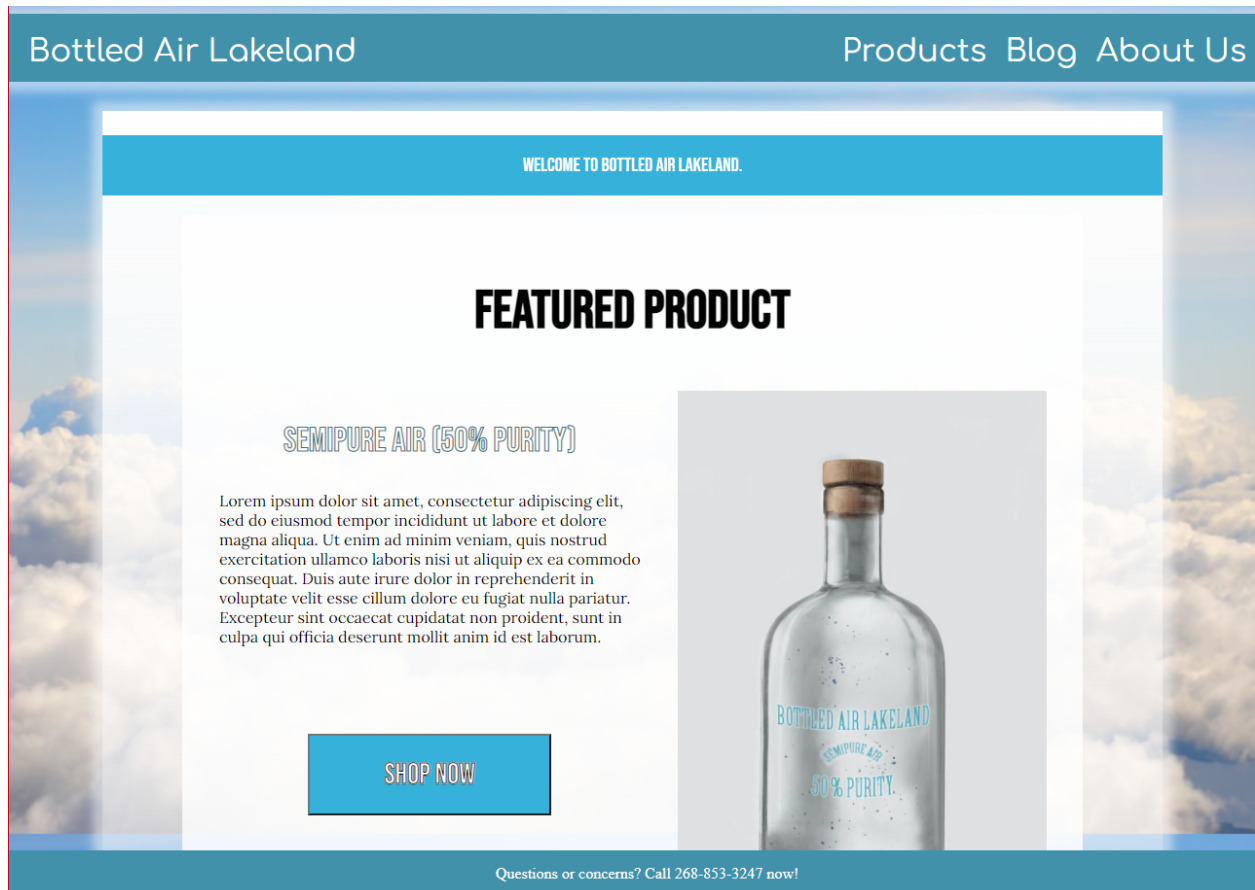 Bottled Air Lakeland
Products Blog About Us
WELCOME TO BOTTLED AIR LAKELAND.
FEATURED PRODUCT
SEMIPURE AIR (50% PURITY)
Lorem ipsum dolor sit amet, consectetur adipiscing elit,
sed do eiusmod tempor incididunt ut labore et dolore
magna aliqua. Ut enim ad minim veniam, quis nostrud
exercitation ullamco laboris nisi ut aliquip ex ea commodo
consequat. Duis aute irure dolor in reprehenderit in
voluptate velit esse cillum dolore eu fugiat nulla pariatur.
Excepteur sint occaecat cupidatat non proident, sunt in
culpa qui officia deserunt mollit anim id est laborum.
SHOP NOW
BOTTLED AIR LAKELAND
SEMIPURE AIR
50% PURITY.
Questions or concerns? Call 268-853-3247 now!